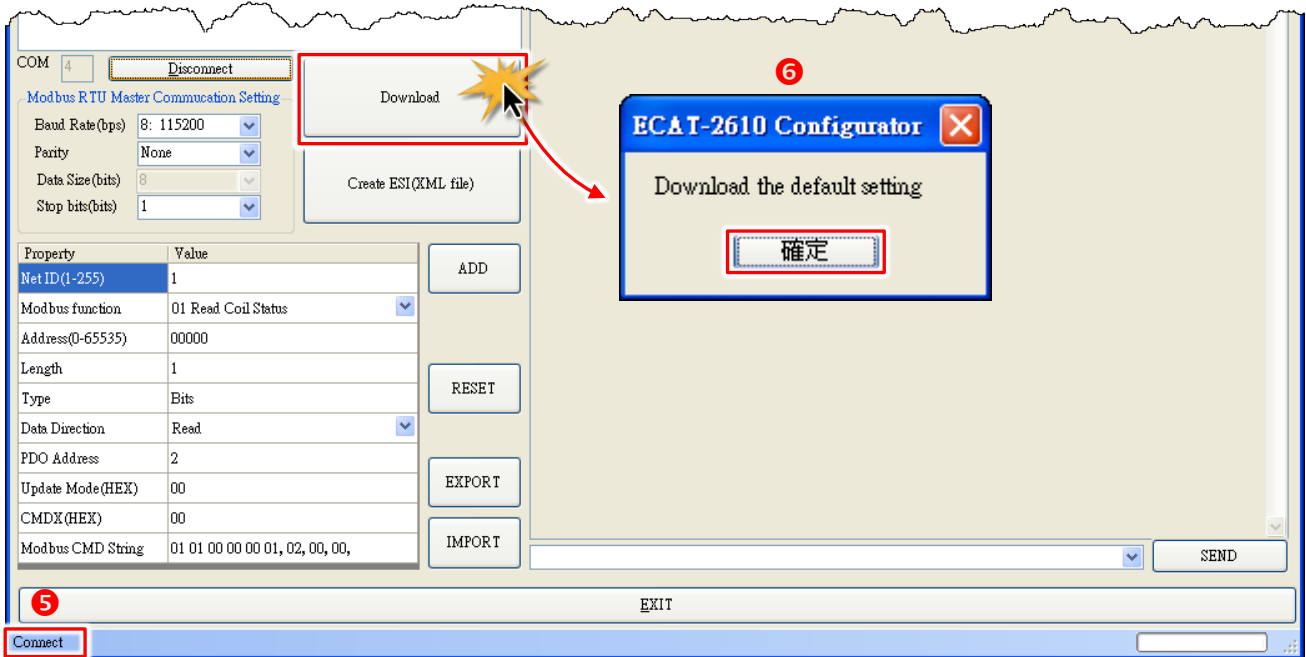 COM 4 Disconnect
Modbus RTU Master Commucation Setting
Baud Rate(bps) 8: 115200
Parity None
Data Size(bits) 8
Stop bits(bits) 1
Download
Create ESI(XML file)
❻
ECAT-2610 Configurator
Download the default setting
確定
Property Value
Net ID(1-255) 1
Modbus function 01 Read Coil Status
Address(0-65535) 00000
Length 1
Type Bits
Data Direction Read
PDO Address 2
Update Mode(HEX) 00
CMDX(HEX) 00
Modbus CMD String 01 01 00 00 00 01, 02, 00, 00,
ADD
RESET
EXPORT
IMPORT
SEND
❺
EXIT
Connect